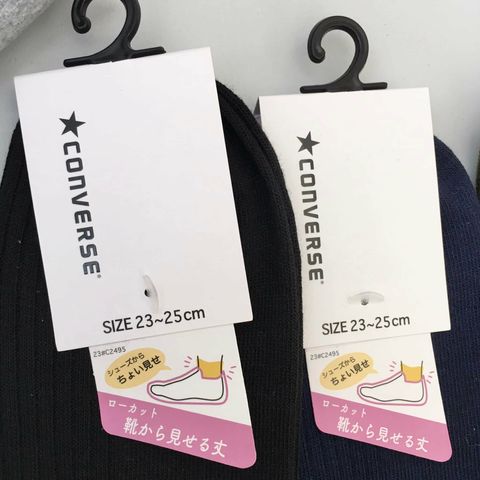 CONVERSE
SIZE 23~25cm
23#C2495
シューズから
ちょい見せ
ローカット
靴から見せる丈
CONVERSE
SIZE 23~25cm
23#C2495
シューズから
ちょい見せ
ローカット
靴から見せる丈